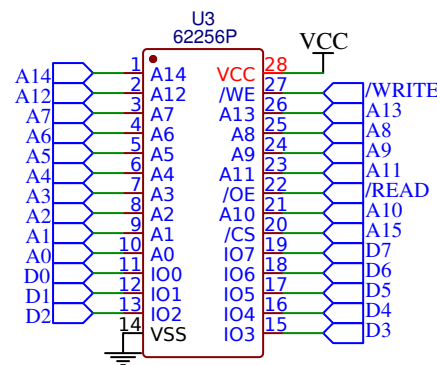 U3
62256P
VCC
A14 1 A14 VCC 28
A12 2 A12 /WE 27 /WRITE
A7 3 A7 A13 26 A13
A6 4 A6 A8 25 A8
A5 5 A5 A9 24 A9
A4 6 A4 A11 23 A11
A3 7 A3 /OE 22 /READ
A2 8 A2 A10 21 A10
A1 9 A1 /CS 20 A15
A0 10 A0 IO7 19 D7
D0 11 IO0 IO6 18 D6
D1 12 IO1 IO5 17 D5
D2 13 IO2 IO4 16 D4
14 VSS IO3 15 D3